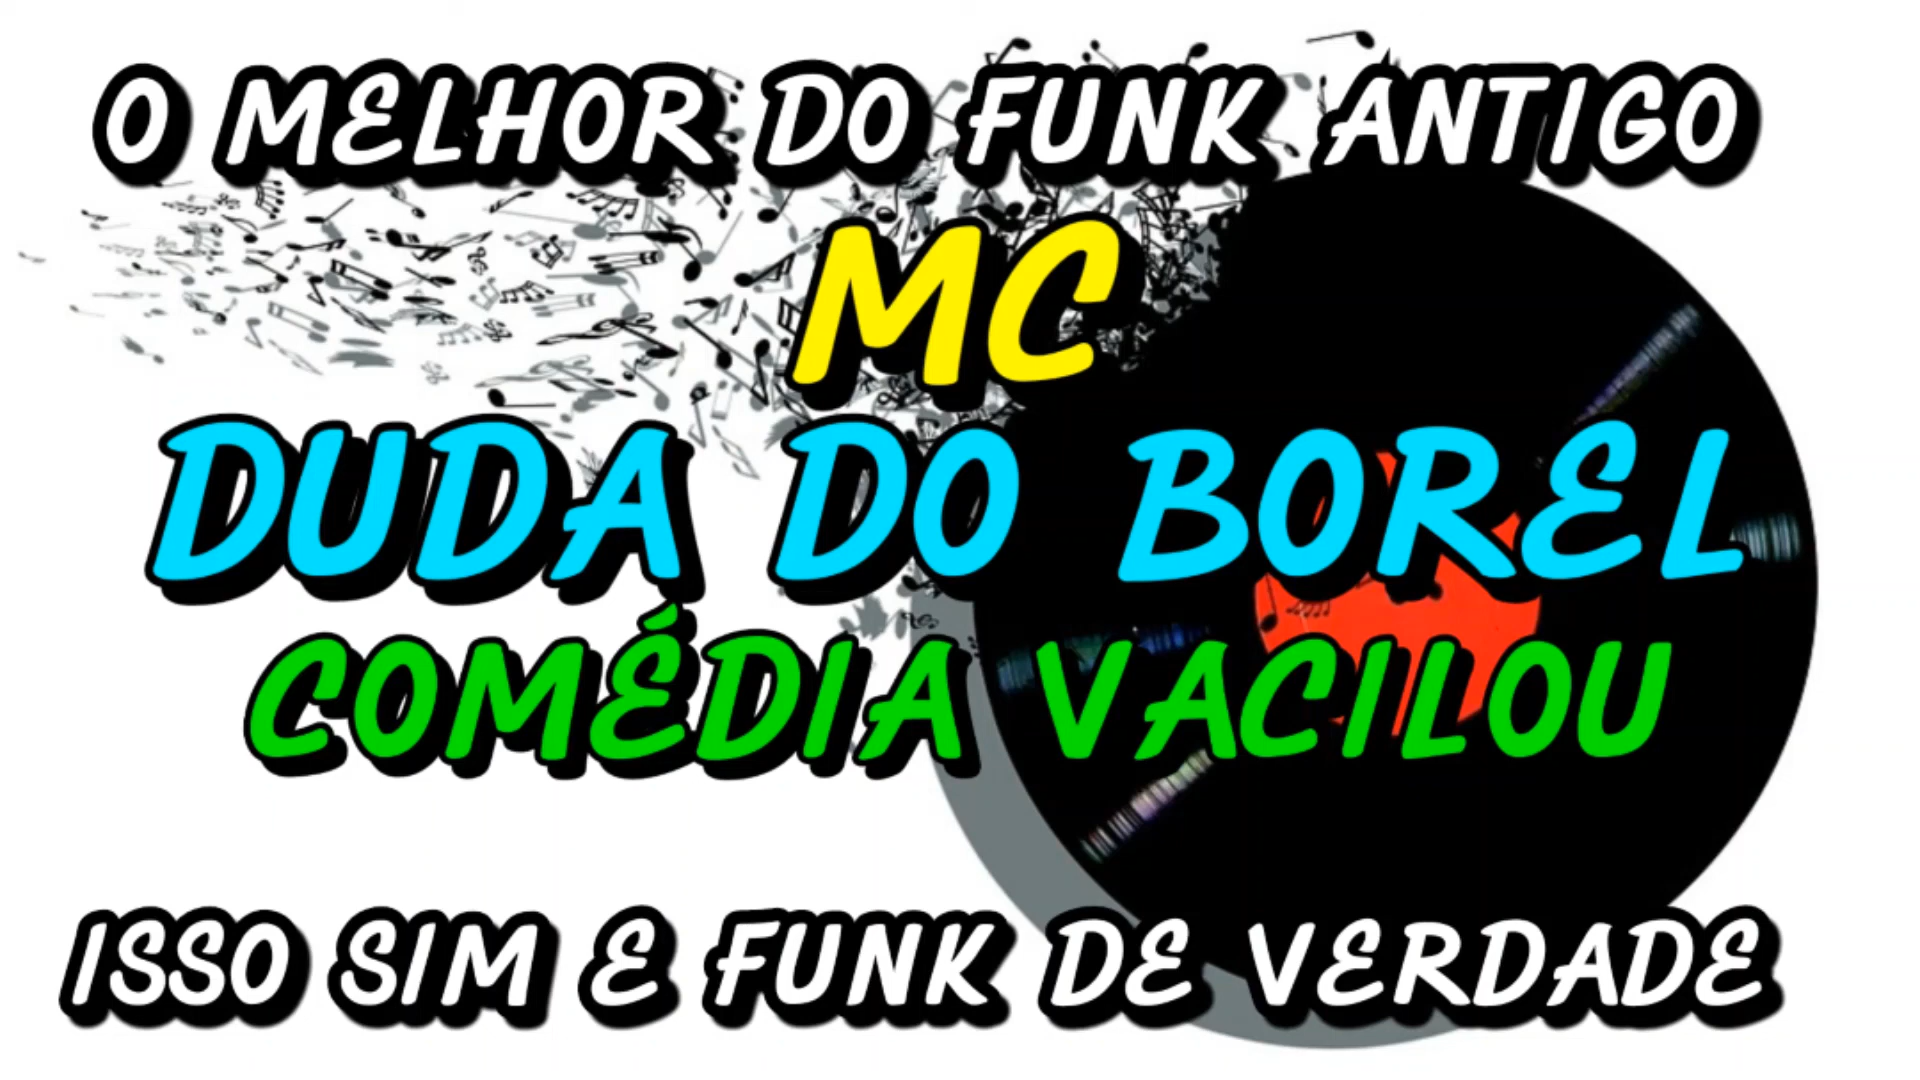 O MELHOR DO FUNK ANTIGO
MC
DUDA DO BOREL
COMÉDIA VACILOU
ISSO SIM E FUNK DE VERDADE